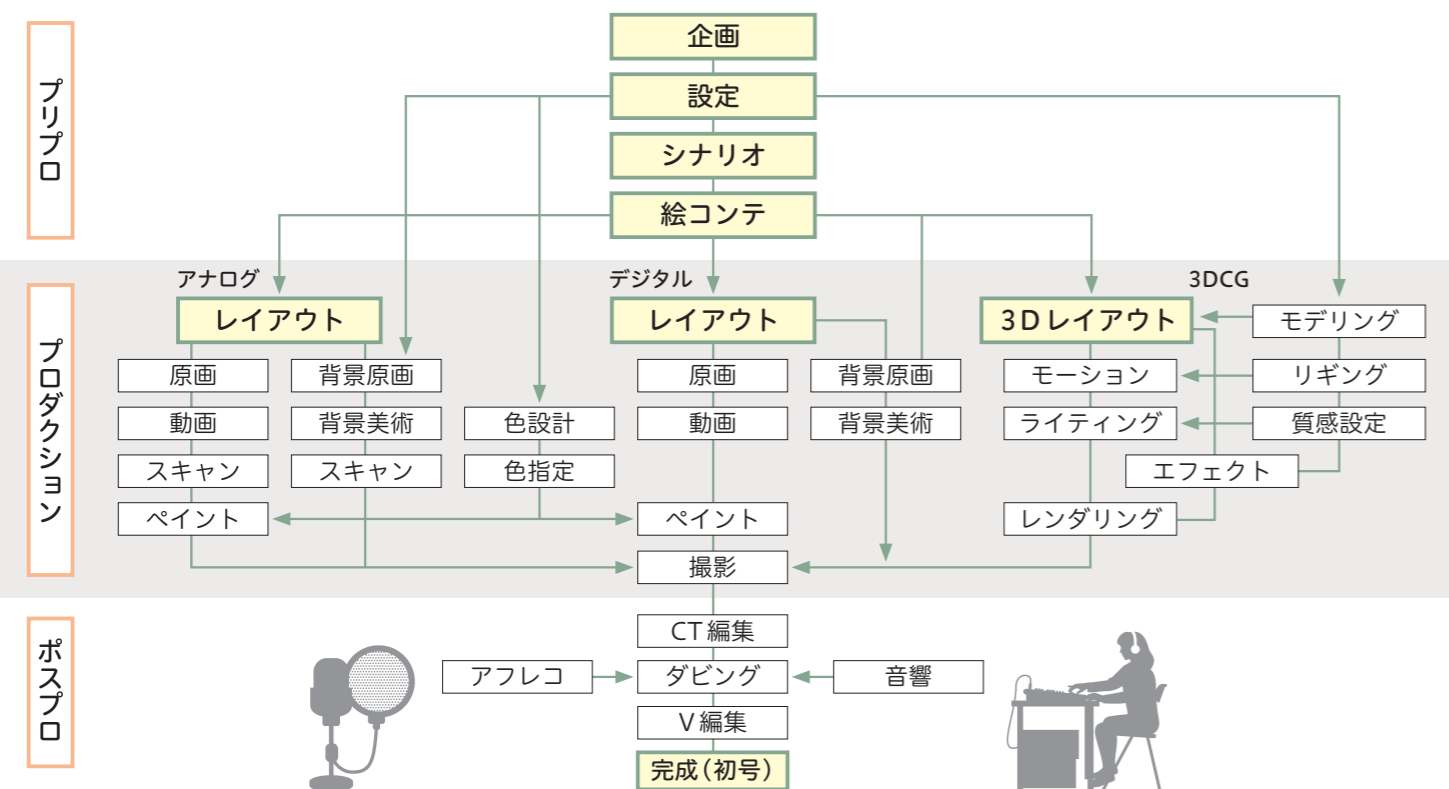 プリプロ
企画
設定
シナリオ
絵コンテ
プロダクション
アナログ
デジタル
3DCG
レイアウト
レイアウト
3Dレイアウト
モデリング
原画
背景原画
原画
背景原画
モーション
リギング
動画
背景美術
色設計
動画
背景美術
ライティング
質感設定
スキャン
スキャン
色指定
エフェクト
ペイント
ペイント
レンダリング
撮影
ポスプロ
CT編集
アフレコ
ダビング
音響
V編集
完成(初号)